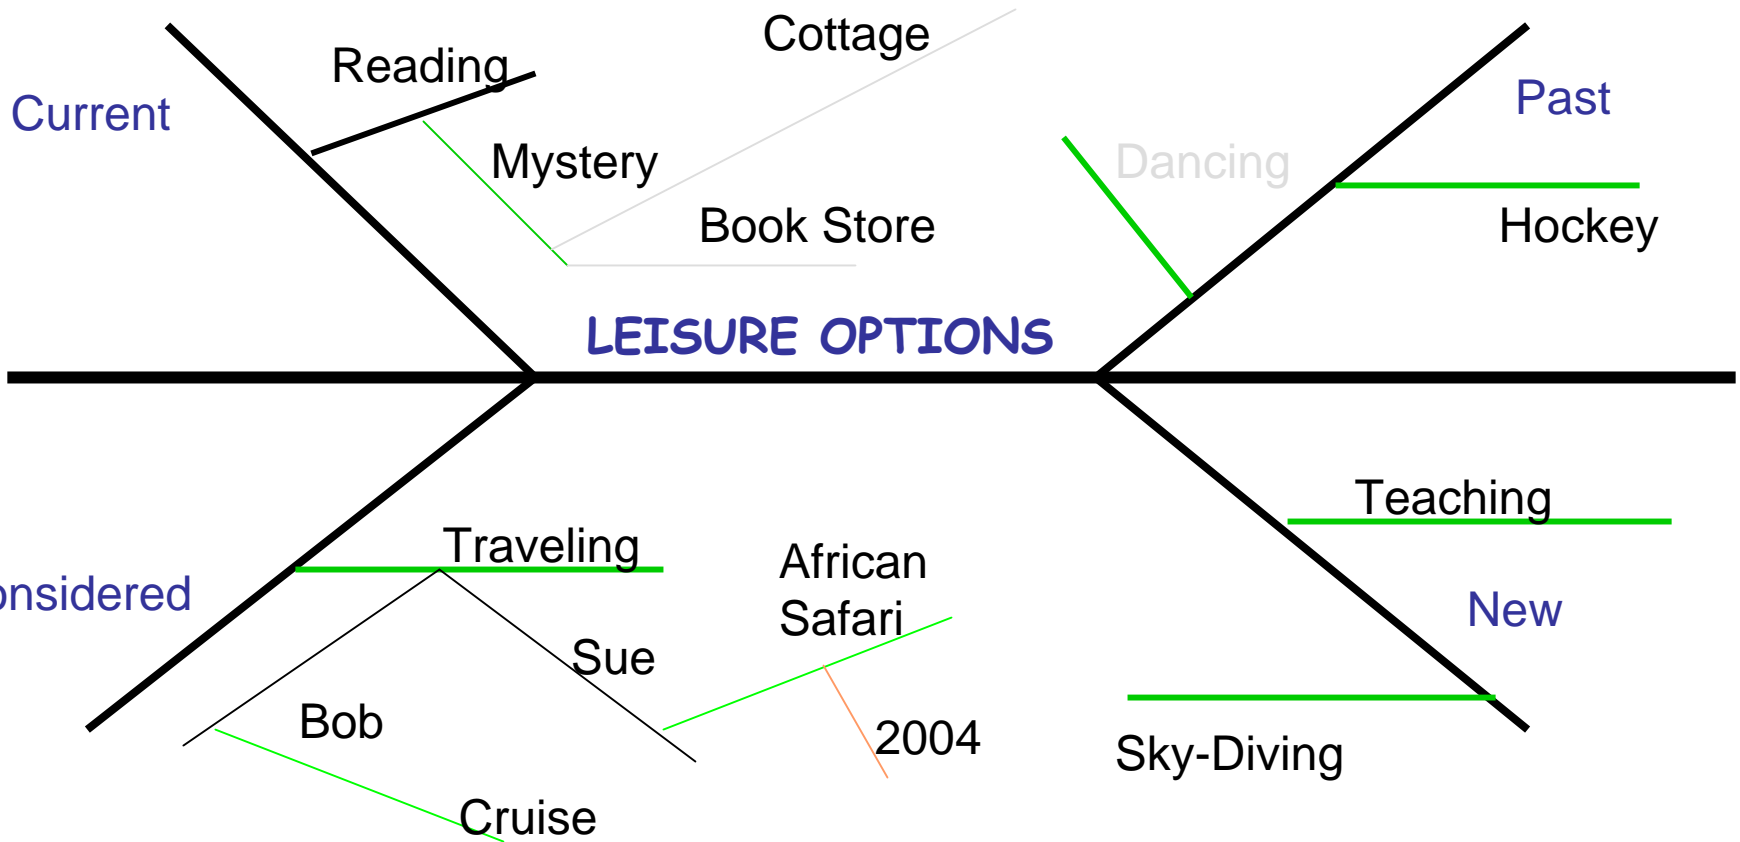 Cottage
Reading
Current
Past
Mystery
Dancing
Book Store
Hockey
LEISURE OPTIONS
Teaching
Traveling
African
Safari
onsidered
New
Sue
Bob
2004
Sky-Diving
Cruise